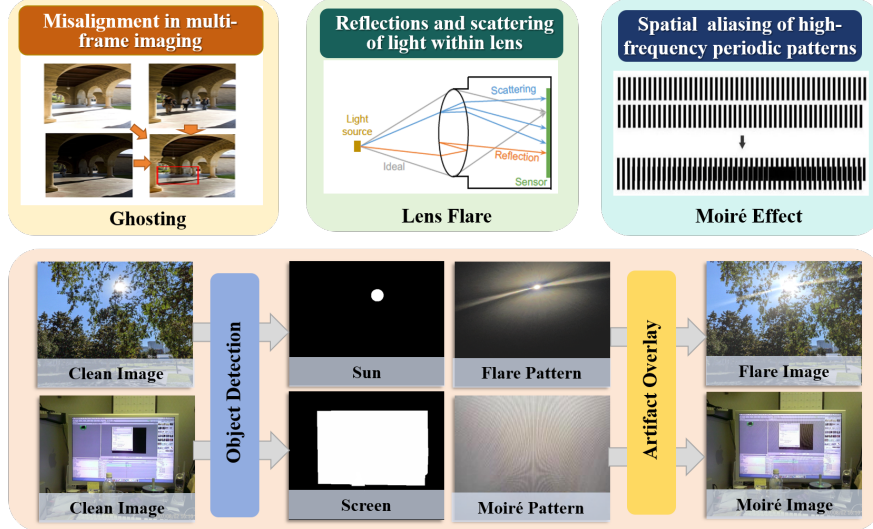 Misalignment in multi-
frame imaging
Ghosting
Reflections and scattering
of light within lens
Scattering
Light
source
Ideal
Reflection
Sensor
Lens Flare
Spatial aliasing of high-
frequency periodic patterns
Moiré Effect
Clean Image
Object Detection
Sun
Flare Pattern
Artifact Overlay
Flare Image
Clean Image
Screen
Moiré Pattern
Moiré Image